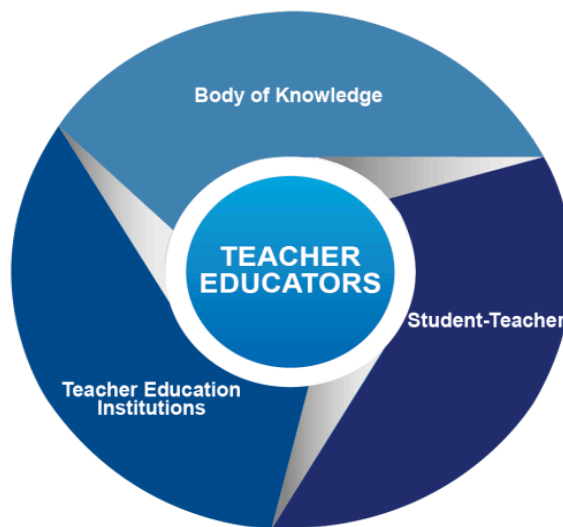 Body of Knowledge
TEACHER
EDUCATORS
Student-Teacher
Teacher Education
Institutions